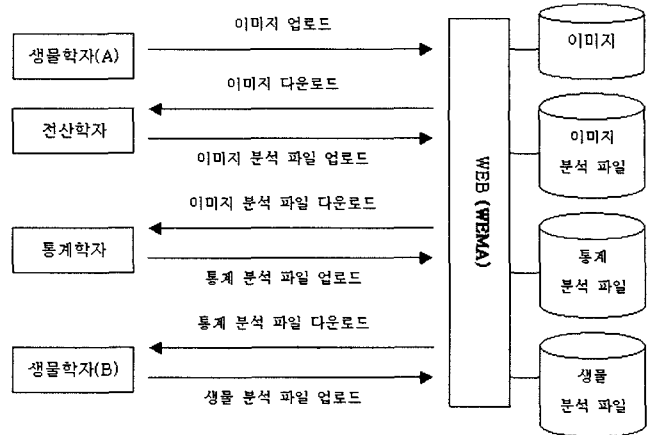 이미지 업로드
생물학자(A)
이미지 다운로드
전산학자
이미지 분석 파일 업로드
이미지 분석 파일 다운로드
통계학자
통계 분석 파일 업로드
통계 분석 파일 다운로드
생물학자(B)
생물 분석 파일 업로드
WEB (WEMA)
이미지
이미지
분석 파일
통계
분석 파일
생물
분석 파일